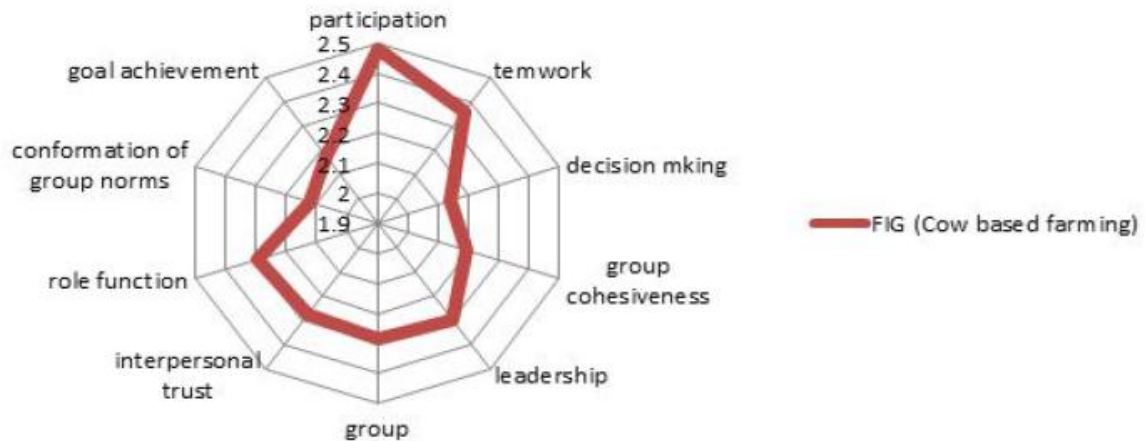 participation
2.5
2.4
2.3
2.2
2.1
2
1.9
temwork
decision mking
group
cohesiveness
leadership
group
interpersonal
trust
role function
conformation of
group norms
goal achievement
FIG (Cow based farming)